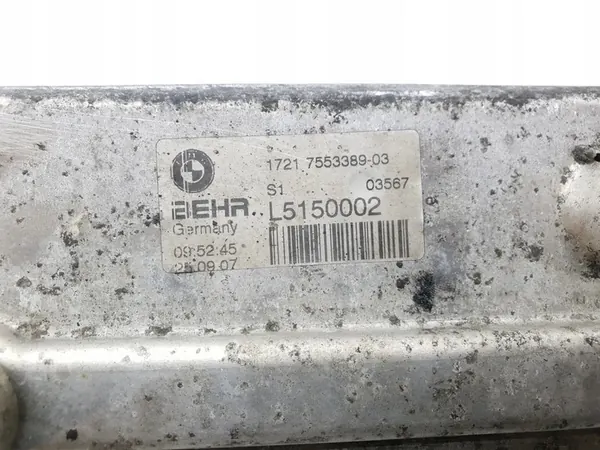 1721 7553389-03
S1 03567
BEHR L5150002
Germany
09:52:45
25.09.07